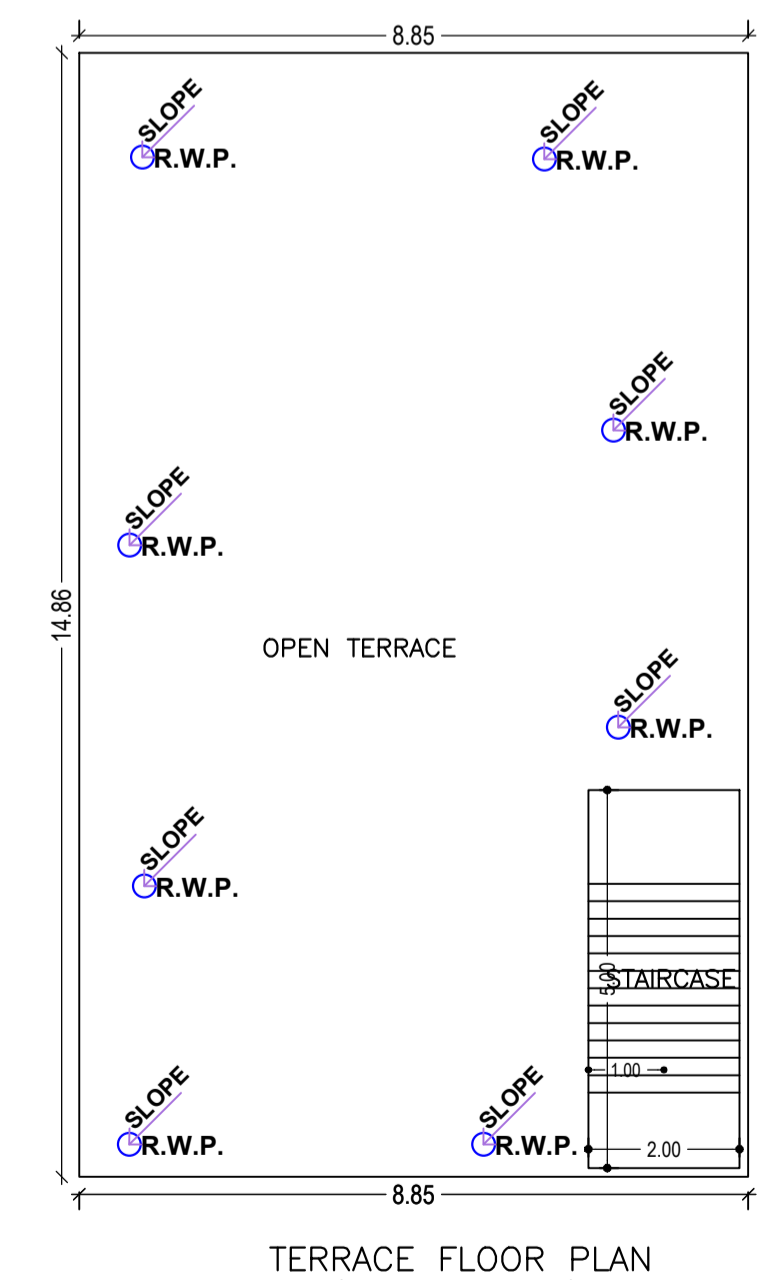 8.85
SLOPE
R.W.P.
SLOPE
R.W.P.
SLOPE
R.W.P.
SLOPE
R.W.P.
14.86
OPEN TERRACE
SLOPE
R.W.P.
SLOPE
R.W.P.
5.00
STAIRCASE
1.00
SLOPE
R.W.P.
SLOPE
R.W.P.
2.00
8.85
TERRACE FLOOR PLAN